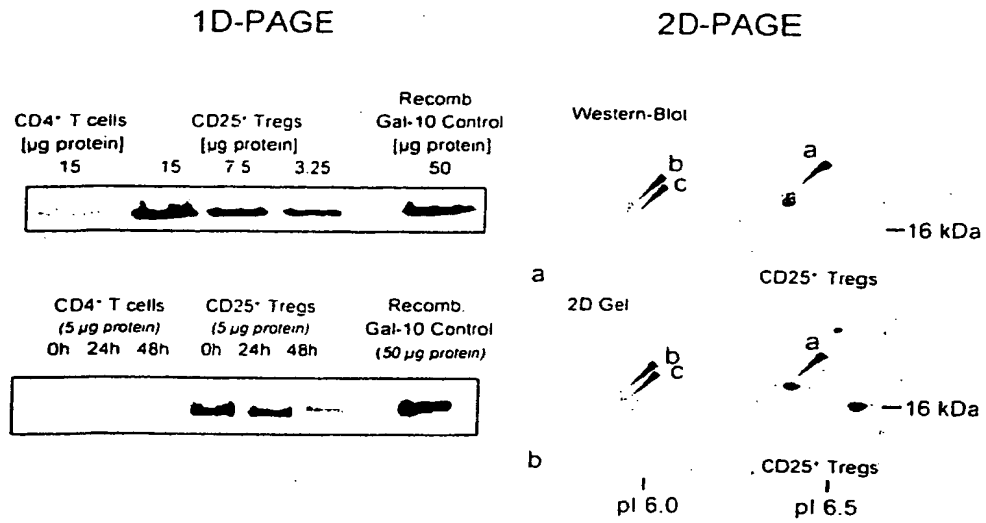 1D-PAGE
2D-PAGE
CD4+ T cells
[µg protein]
15
CD25+ Tregs
[µg protein]
15 7 5 3.25
Recomb
Gal-10 Control
[µg protein]
50
Western-Blot
b
c
a
16 kDa
a
CD25+ Tregs
CD4+ T cells
(5 µg protein)
0h 24h 48h
CD25+ Tregs
(5 µg protein)
0h 24h 48h
Recomb.
Gal-10 Control
(50 µg protein)
2D Gel
b
c
a
16 kDa
b
CD25+ Tregs
pI 6.0
pI 6.5